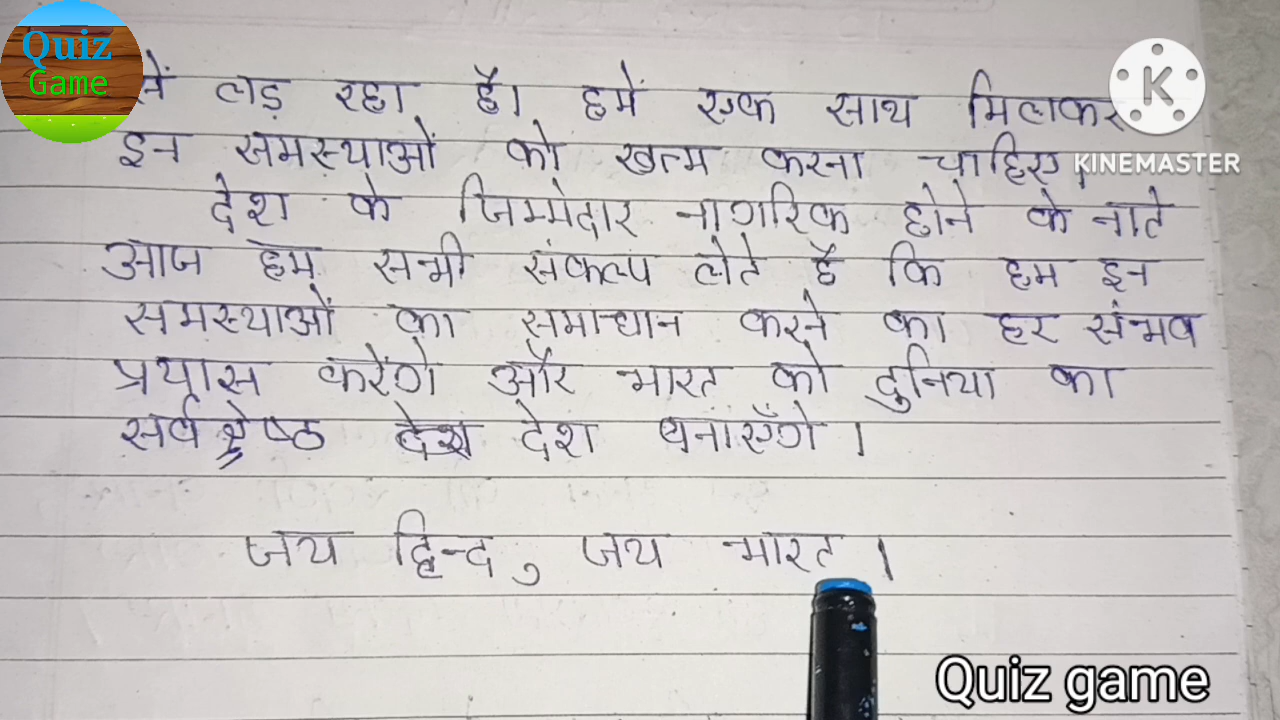 Quiz
Game
से लड़ रहा है। हमें एक साथ मिलकर
K
KINEMASTER
इन समस्याओं को खत्म करना चाहिए।
देश के जिम्मेदार नागरिक होने के नाते
आज हम सभी संकल्प लेते है कि हम इन
समस्याओं का समाधान करने का हर संभव
प्रयास करेंगे और भारत को दुनिया का
सर्वश्रेष्ठ देश बनाएँगे।
जय हिन्द, जय भारत।
Quiz game